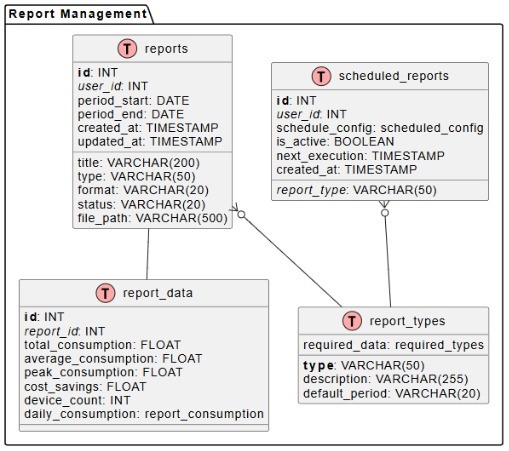 Report Management
T reports
id: INT
user_id: INT
period_start: DATE
period_end: DATE
created_at: TIMESTAMP
updated_at: TIMESTAMP
title: VARCHAR(200)
type: VARCHAR(50)
format: VARCHAR(20)
status: VARCHAR(20)
file_path: VARCHAR(500)
T scheduled_reports
id: INT
user_id: INT
schedule_config: scheduled_config
is_active: BOOLEAN
next_execution: TIMESTAMP
created_at: TIMESTAMP
report_type: VARCHAR(50)
T report_data
id: INT
report_id: INT
total_consumption: FLOAT
average_consumption: FLOAT
peak_consumption: FLOAT
cost_savings: FLOAT
device_count: INT
daily_consumption: report_consumption
T report_types
required_data: required_types
type: VARCHAR(50)
description: VARCHAR(255)
default_period: VARCHAR(20)